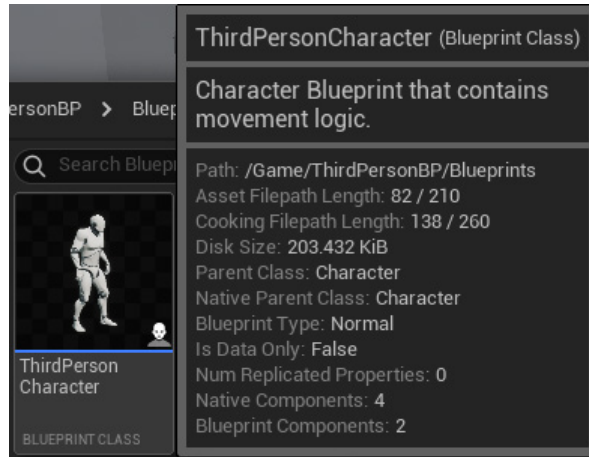 ThirdPersonCharacter (Blueprint Class)
Character Blueprint that contains
movement logic.
ersonBP > Bluep
Search Bluepr
Path: /Game/ThirdPersonBP/Blueprints
Asset Filepath Length: 82 / 210
Cooking Filepath Length: 138 / 260
Disk Size: 203.432 KiB
Parent Class: Character
Native Parent Class: Character
Blueprint Type: Normal
Is Data Only: False
Num Replicated Properties: 0
Native Components: 4
Blueprint Components: 2
ThirdPerson
Character
BLUEPRINT CLASS